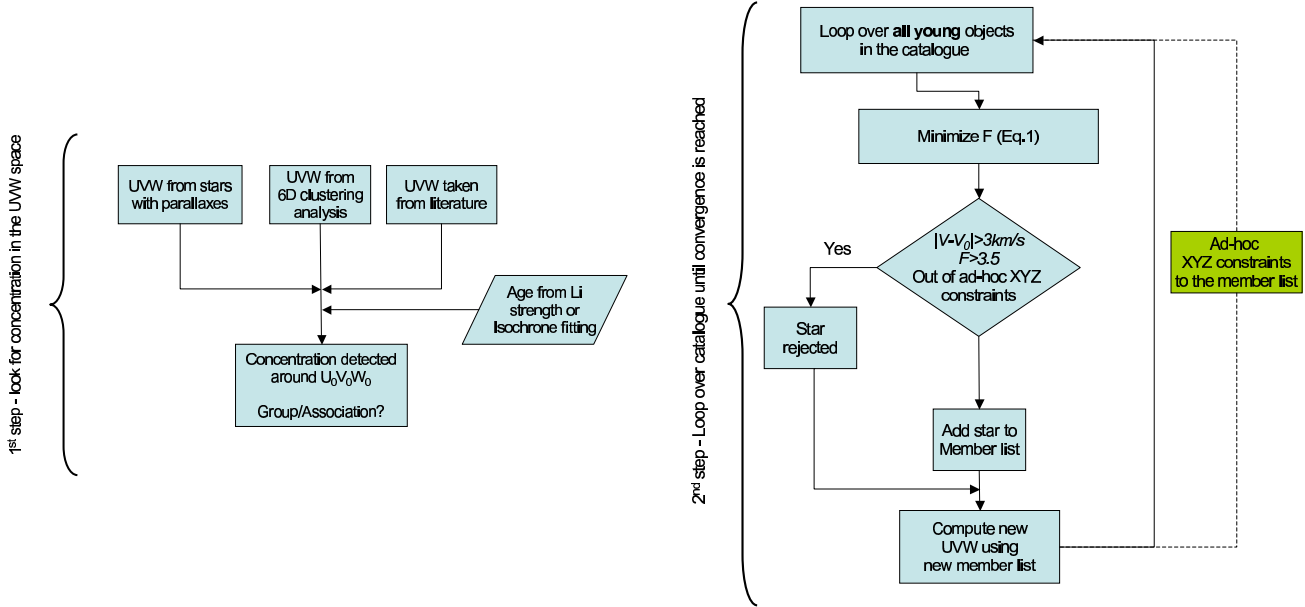 1st step - look for concentration in the UVW space
UVW from stars
with parallaxes
UVW from
6D clustering
analysis
UVW taken
from literature
Age from Li
strength or
Isochrone fitting
Concentration detected
around U0V0W0
Group/Association?
2nd step - Loop over catalogue until convergence is reached
Loop over all young objects
in the catalogue
Minimize F (Eq.1)
|V-V0|>3km/s
F>3.5
Out of ad-hoc XYZ
constraints
Yes
Star
rejected
Add star to
Member list
Compute new
UVW using
new member list
Ad-hoc
XYZ constraints
to the member list